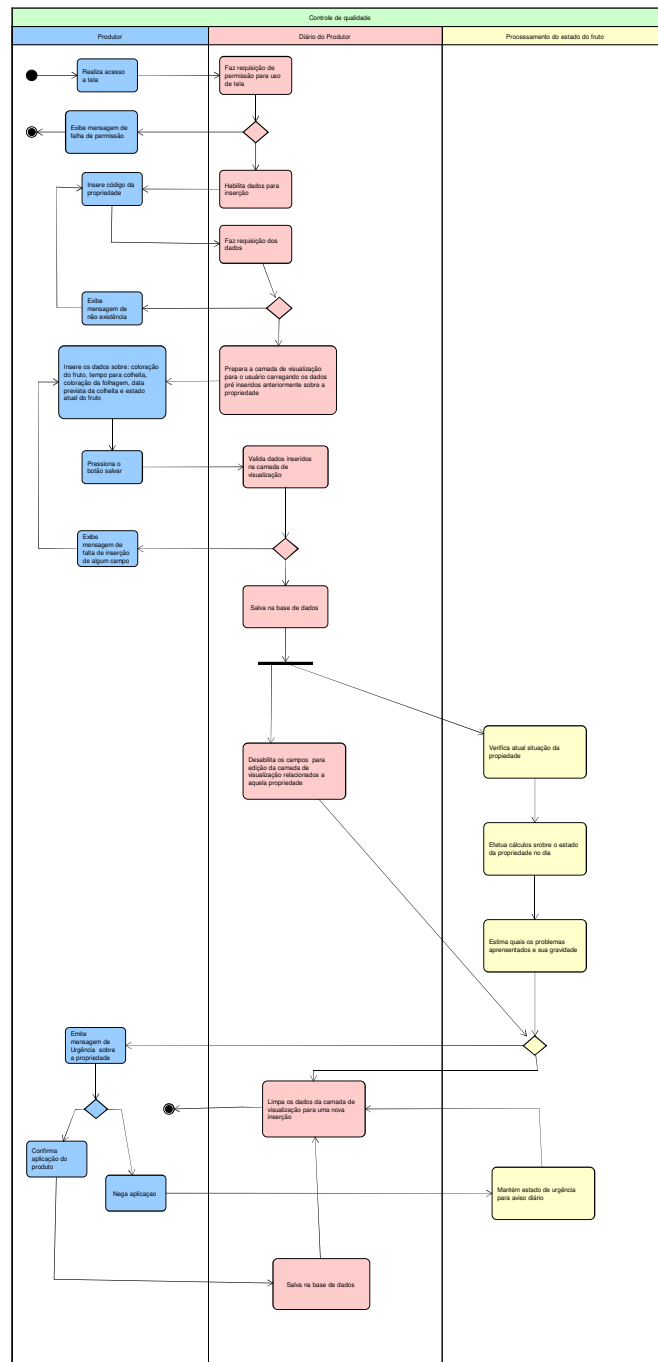 Controle de qualidade
Produtor
Diário do Produtor
Processamento do estado do fruto
Realiza acesso
a tela
Faz requisição de
permissão para uso
de tela
Exibe mensagem de
falha de permissão
Insere código da
propriedade
Habilita dados para
inserção
Faz requisição dos
dados
Exibe
mensagem de
não existência
Insere os dados sobre: coloração
do fruto, tempo para colheita,
coloração da folhagem, data
prevista da colheita e estado
atual do fruto
Prepara a camada de visualização
para o usuário carregando os dados
pré inseridos anteriormente sobre a
propriedade
Pressiona o
botão salvar
Valida dados inseridos
na camada de
visualização
Exibe
mensagem de
falta de inserção
de algum campo
Salva na base de dados
Verifica atual situação da
propiedade
Desabilita os campos  para
edição da camada de
visualização relacionados a
aquela propriedade
Efetua cálculos srobre o estado
da propriedade no dia
Estima quais os problemas
aprensentados e sua gravidade
Emite
mensagem de
Urgência  sobre
a propriedade
Limpa os dados da camada de
visualização para uma nova
inserção
Confirma
aplicação do
produto
Nega aplicaçao
Mantém estado de urgência
para aviso diário
Salva na base de dados